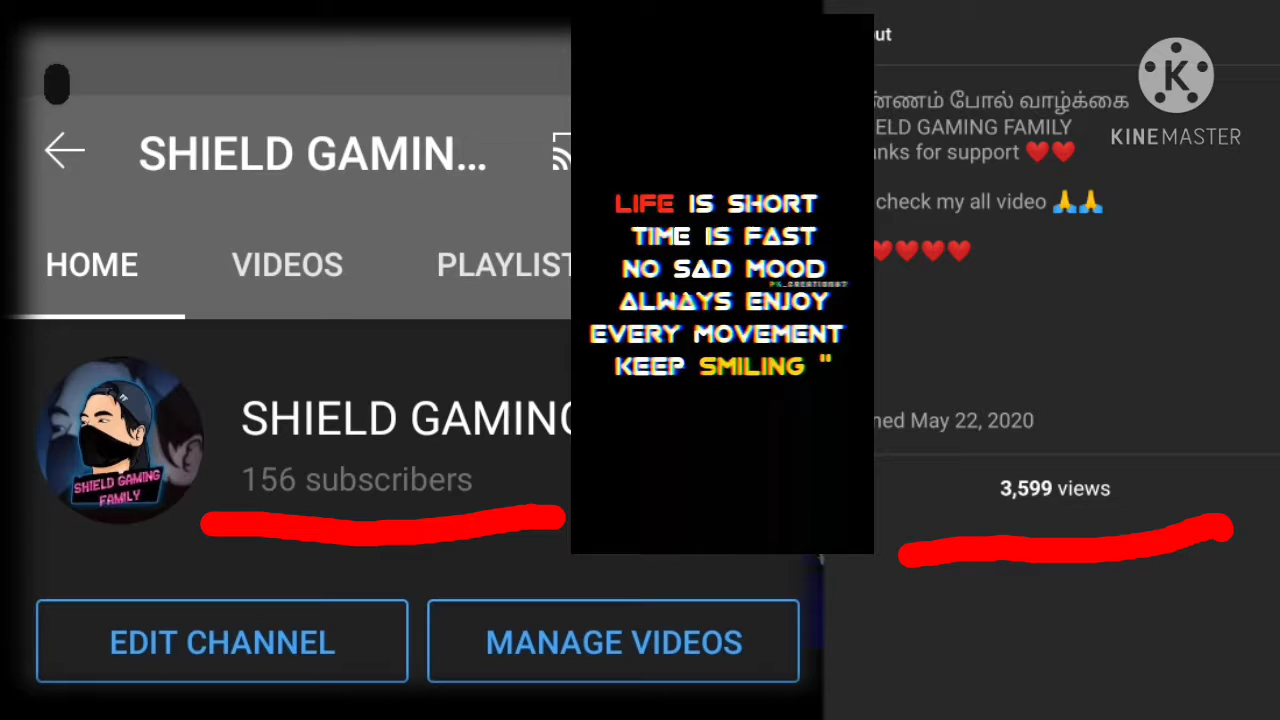 SHIELD GAMIN...
HOME VIDEOS PLAYLIST
SHIELD GAMING
FAMILY
SHIELD GAMING
156 subscribers
EDIT CHANNEL
MANAGE VIDEOS
LIFE IS SHORT
TIME IS FAST
NO SAD MOOD
ALWAYS ENJOY
EVERY MOVEMENT
KEEP SMILING "
ut
ண்ணம் போல் வாழ்க்கை
ELD GAMING FAMILY
nks for support ❤️❤️
check my all video 🙏🙏
❤️❤️❤️❤️
ned May 22, 2020
3,599 views
K
KINEMASTER